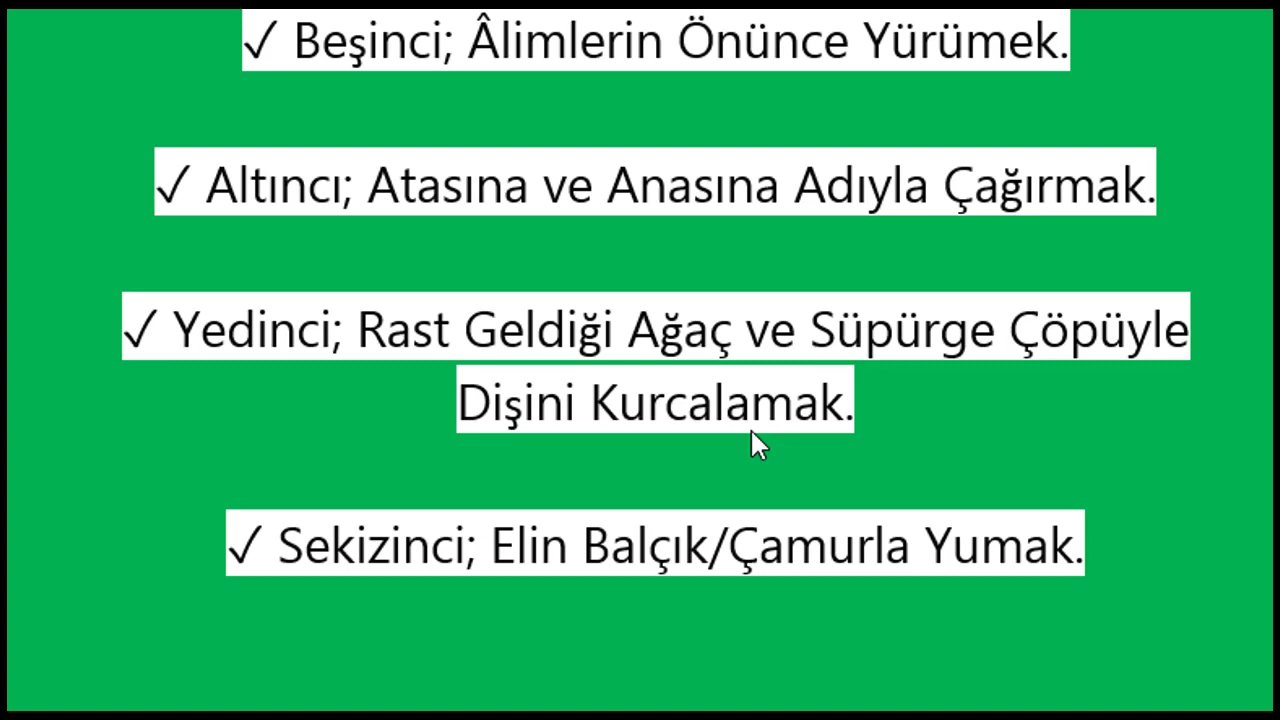 ✓ Beşinci; Âlimlerin Önünce Yürümek.
✓ Altıncı; Atasına ve Anasına Adıyla Çağırmak.
✓ Yedinci; Rast Geldiği Ağaç ve Süpürge Çöpüyle
Dişini Kurcalamak.
✓ Sekizinci; Elin Balçık/Çamurla Yumak.